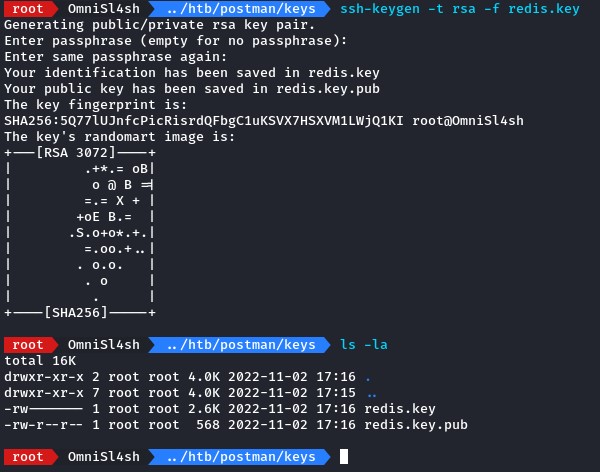 root OmniSl4sh ../htb/postman/keys ssh-keygen -t rsa -f redis.key
Generating public/private rsa key pair.
Enter passphrase (empty for no passphrase):
Enter same passphrase again:
Your identification has been saved in redis.key
Your public key has been saved in redis.key.pub
The key fingerprint is:
SHA256:5Q77lUJnfcPicRisrdQFbgC1uKSVX7HSXVM1LWjQ1KI root@OmniSl4sh
The key's randomart image is:
+---[RSA 3072]----+
|         .+*.= oB|
|          o @ B =|
|         =.= X + |
|        +oE B.=  |
|       .S.o+o*.+.|
|         =.oo.+..|
|        . o.o.   |
|         . o     |
|          .      |
+----[SHA256]-----+
root OmniSl4sh ../htb/postman/keys ls -la
total 16K
drwxr-xr-x 2 root root 4.0K 2022-11-02 17:16 .
drwxr-xr-x 7 root root 4.0K 2022-11-02 17:15 ..
-rw------- 1 root root 2.6K 2022-11-02 17:16 redis.key
-rw-r--r-- 1 root root  568 2022-11-02 17:16 redis.key.pub
root OmniSl4sh ../htb/postman/keys